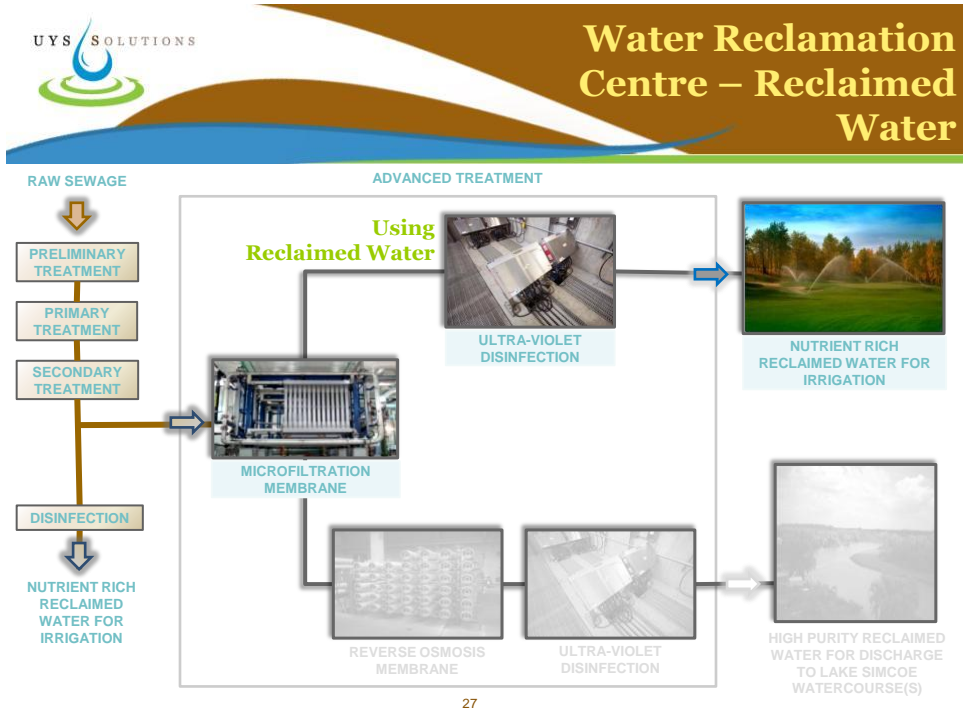 UYS SOLUTIONS
Water Reclamation
Centre – Reclaimed
Water
RAW SEWAGE
ADVANCED TREATMENT
PRELIMINARY
TREATMENT
PRIMARY
TREATMENT
SECONDARY
TREATMENT
DISINFECTION
NUTRIENT RICH
RECLAIMED
WATER FOR
IRRIGATION
Using
Reclaimed Water
ULTRA-VIOLET
DISINFECTION
NUTRIENT RICH
RECLAIMED WATER FOR
IRRIGATION
MICROFILTRATION
MEMBRANE
REVERSE OSMOSIS
MEMBRANE
ULTRA-VIOLET
DISINFECTION
HIGH PURITY RECLAIMED
WATER FOR DISCHARGE
TO LAKE SIMCOE
WATERCOURSE(S)
27